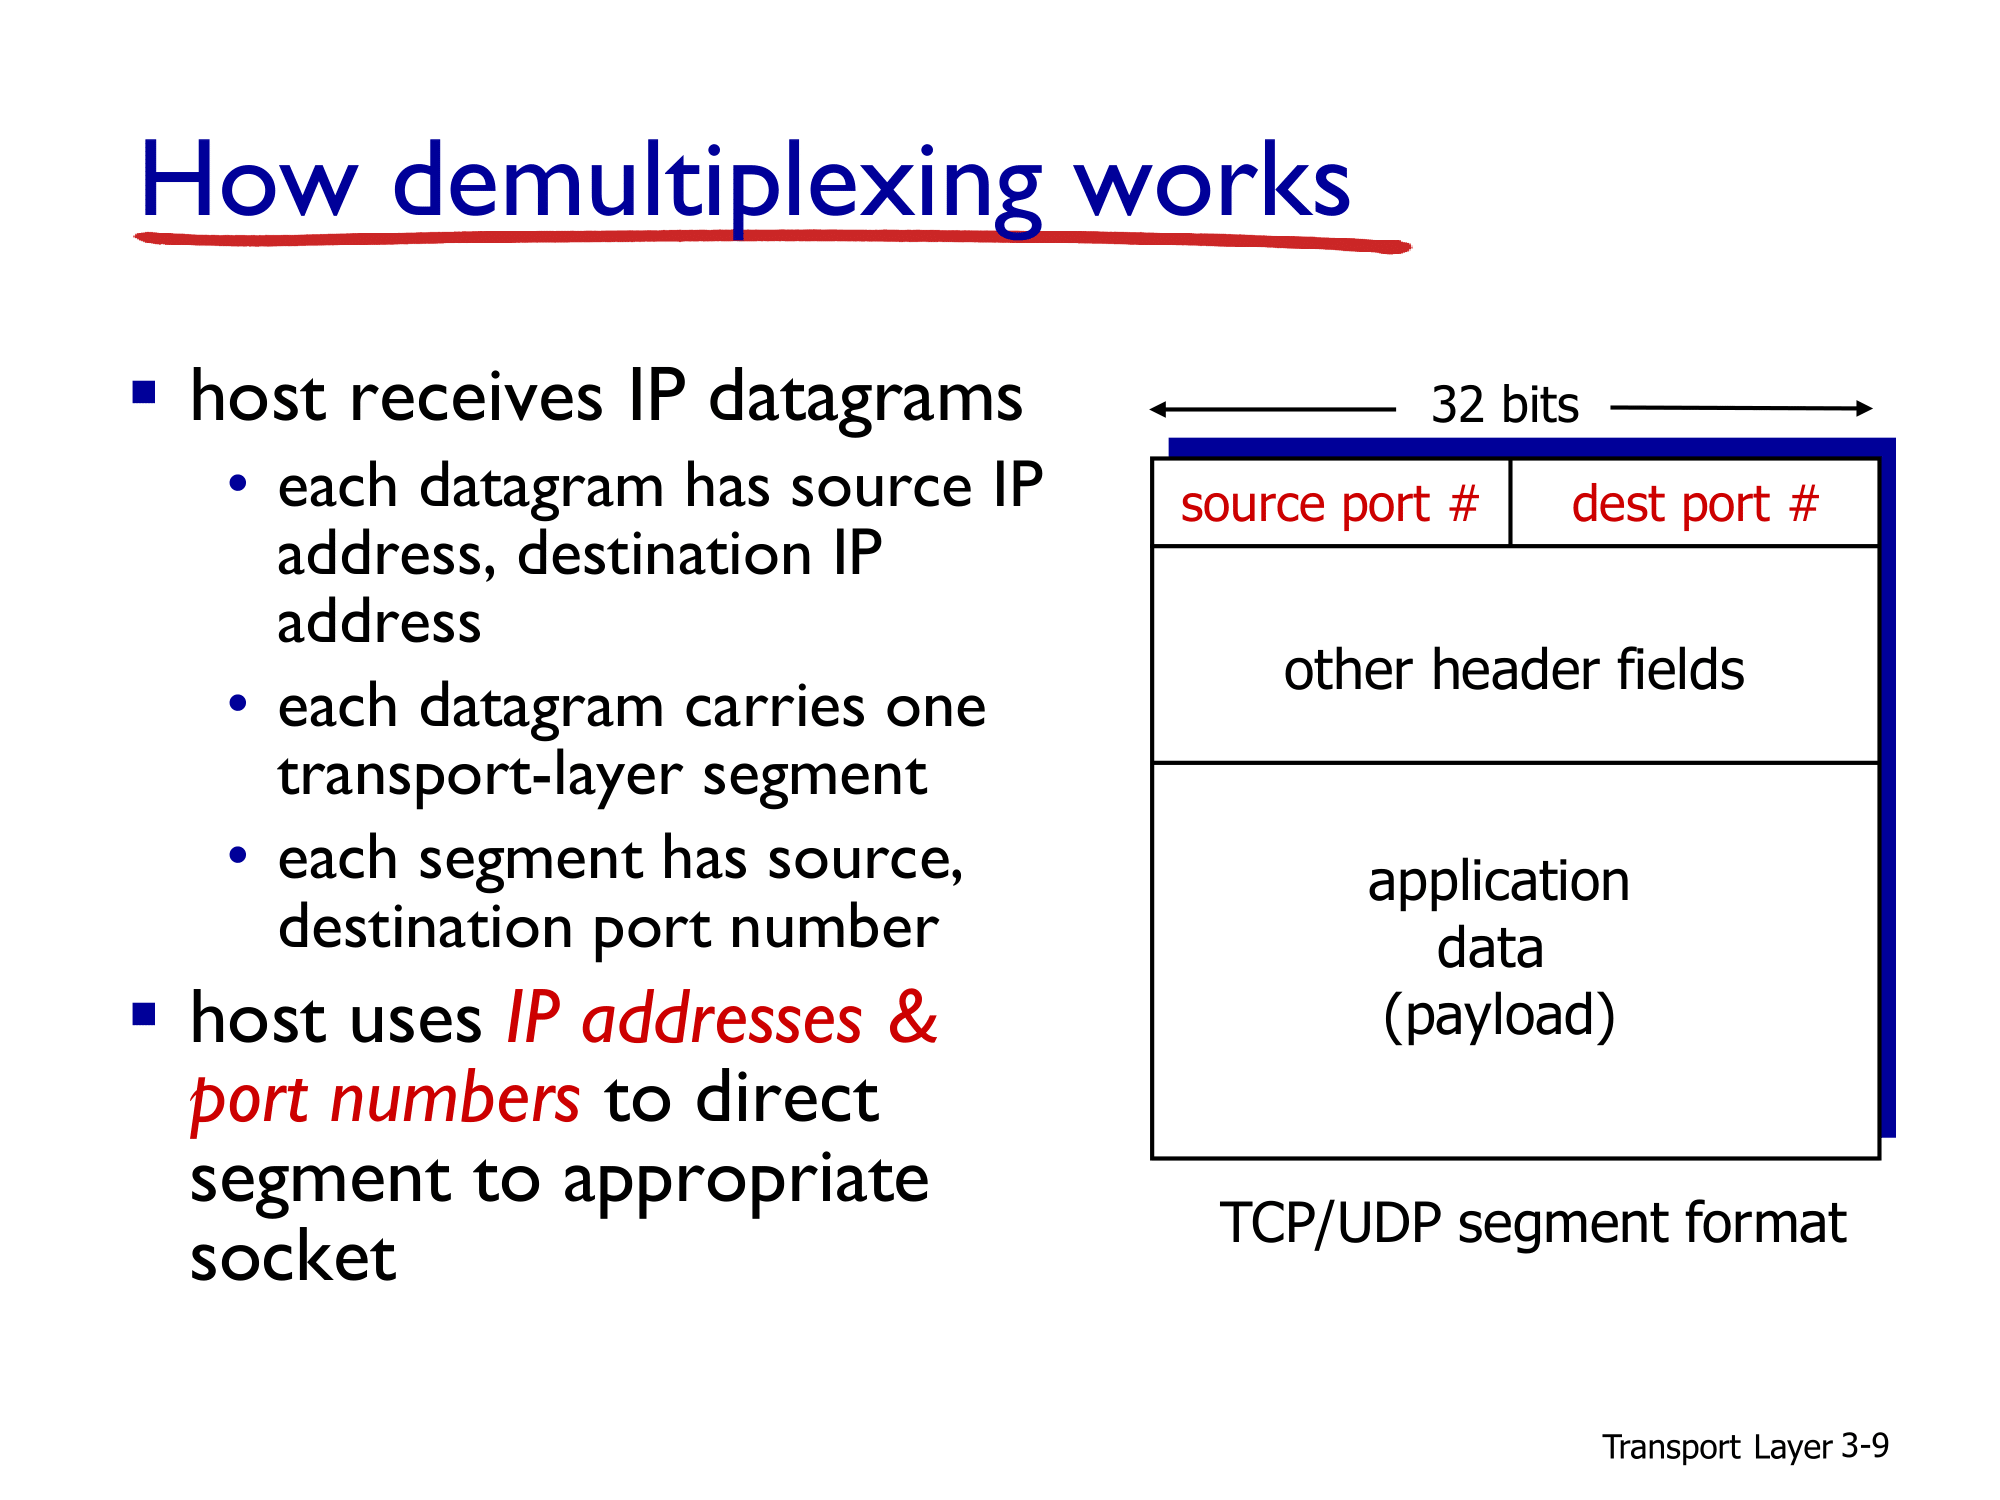 How demultiplexing works
host receives IP datagrams
each datagram has source IP
address, destination IP
address
each datagram carries one
transport-layer segment
each segment has source,
destination port number
host uses IP addresses &
port numbers to direct
segment to appropriate
socket
32 bits
source port #
dest port #
other header fields
application
data
(payload)
TCP/UDP segment format
Transport Layer 3-9